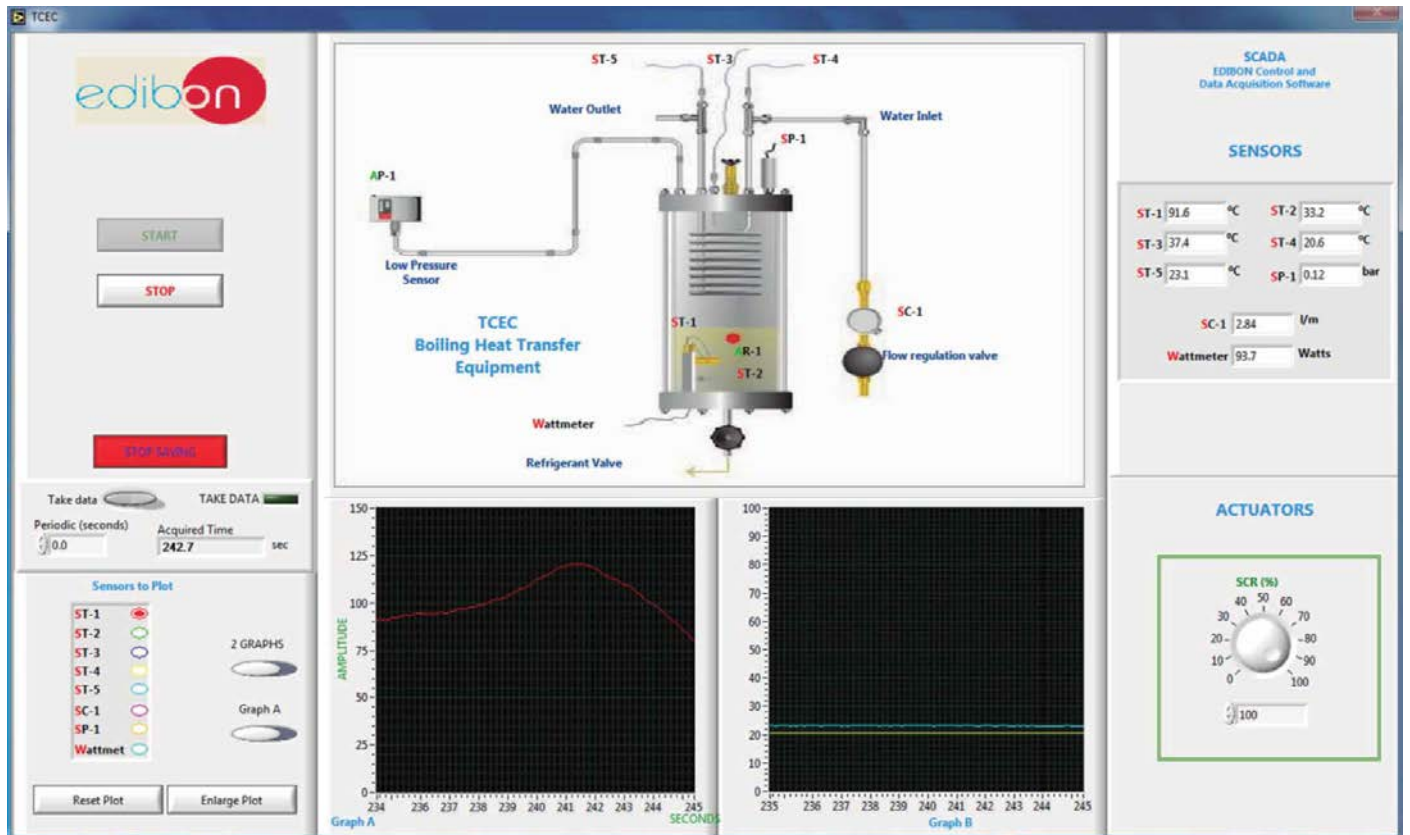 TCEC
edibon
START
STOP
STOP SAVING
Take data
TAKE DATA
Periodic (seconds)
0.0
Acquired Time
242.7 sec
Sensors to Plot
ST-1
ST-2
ST-3
ST-4
ST-5
SC-1
SP-1
Wattmet
2 GRAPHS
Graph A
Reset Plot
Enlarge Plot
ST-5
ST-3
ST-4
Water Outlet
Water Inlet
SP-1
AP-1
Low Pressure
Sensor
TCEC
Boiling Heat Transfer
Equipment
ST-1
AR-1
ST-2
SC-1
Flow regulation valve
Wattmeter
Refrigerant Valve
150
125
100
75
50
25
0
AMPLITUDE
234 236 237 238 239 240 241 242 243 244 245
Graph A
SECONDS
100
90
80
70
60
50
40
30
20
10
0
235 236 237 238 239 240 241 242 243 244 245
Graph B
SCADA
EDIBON Control and
Data Acquisition Software
SENSORS
ST-1 91.6 ºC ST-2 33.2 ºC
ST-3 37.4 ºC ST-4 20.6 ºC
ST-5 23.1 ºC SP-1 0.12 bar
SC-1 2.84 l/m
Wattmeter 93.7 Watts
ACTUATORS
SCR (%)
0 10 20 30 40 50 60 70 80 90 100
100